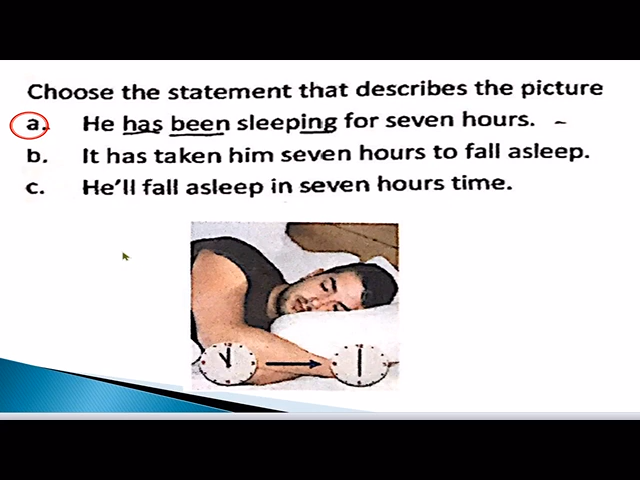 Choose the statement that describes the picture
a. He has been sleeping for seven hours.
b. It has taken him seven hours to fall asleep.
c. He'll fall asleep in seven hours time.